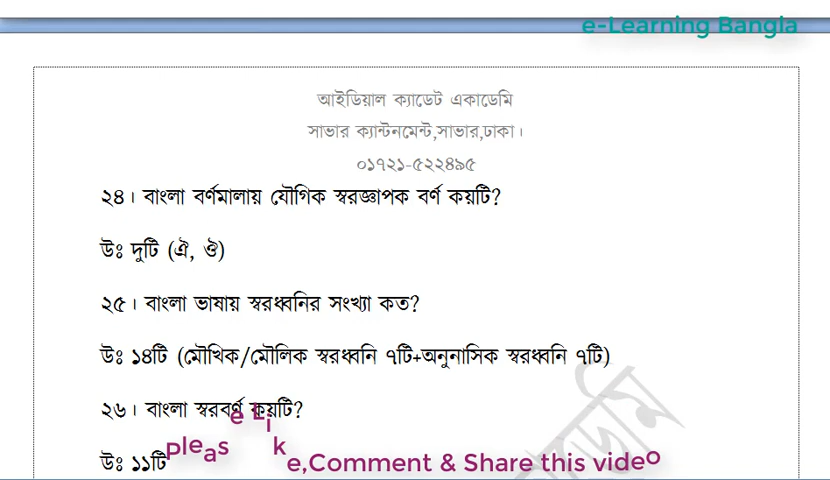 e-Learning Bangla
আইডিয়াল ক্যাডেট একাডেমি
সাভার ক্যান্টনমেন্ট,সাভার,ঢাকা।
০১৭২১-৫২২৪৯৫
২৪। বাংলা বর্ণমালায় যৌগিক স্বরজ্ঞাপক বর্ণ কয়টি?
উঃ দুটি (ঐ, ঔ)
২৫। বাংলা ভাষায় স্বরধ্বনির সংখ্যা কত?
উঃ ১৪টি (মৌখিক/মৌলিক স্বরধ্বনি ৭টি+অনুনাসিক স্বরধ্বনি ৭টি)
২৬। বাংলা স্বরবর্ণ কয়টি?
উঃ ১১টি
please Like,Comment & Share this video